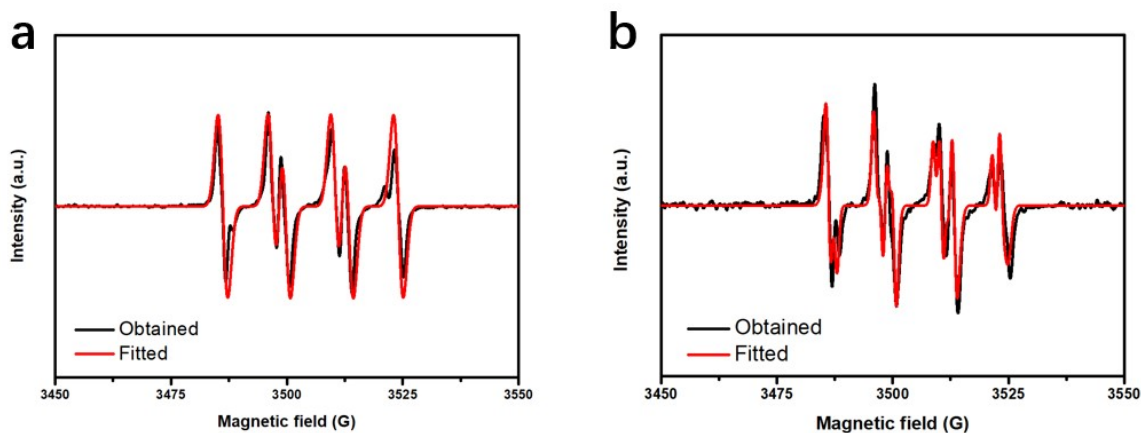 a
Intensity (a.u.)
Obtained
Fitted
3450 3475 3500 3525 3550
Magnetic field (G)
b
Intensity (a.u.)
Obtained
Fitted
3450 3475 3500 3525 3550
Magnetic field (G)